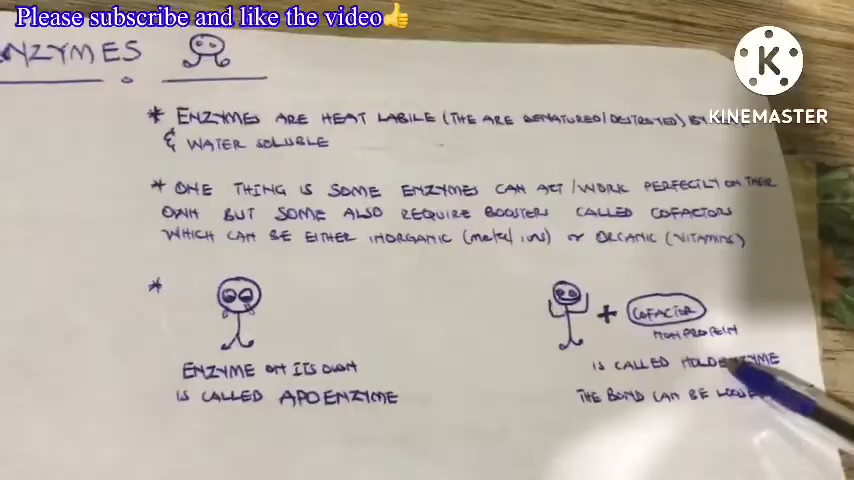 Please subscribe and like the video👍
KINEMASTER
ENZYMES
* ENZYMES ARE HEAT LABILE (THE ARE DENATURED/DESTROYED) BY
& WATER SOLUBLE
* ONE THING IS SOME ENZYMES CAN ACT/WORK PERFECTLY ON THEIR
OWN BUT SOME ALSO REQUIRE BOOSTERS CALLED COFACTORS
WHICH CAN BE EITHER INORGANIC (metal ions) or ORGANIC (VITAMINS)
*
+ COFACTOR
NON PROTEIN
ENZYME ON ITS OWN
IS CALLED APOENZYME
IS CALLED HOLOENZYME
THE BOND CAN BE